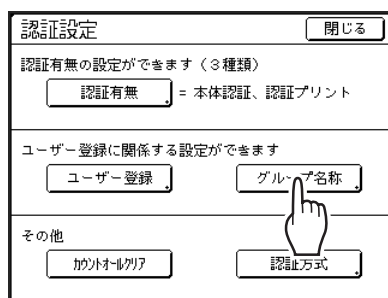 認証設定
閉じる
認証有無の設定ができます（３種類）
認証有無 = 本体認証、認証プリント
ユーザー登録に関係する設定ができます
ユーザー登録 グループ名称
その他
ｶｳﾝﾄｵｰﾙｸﾘｱ 認証方式